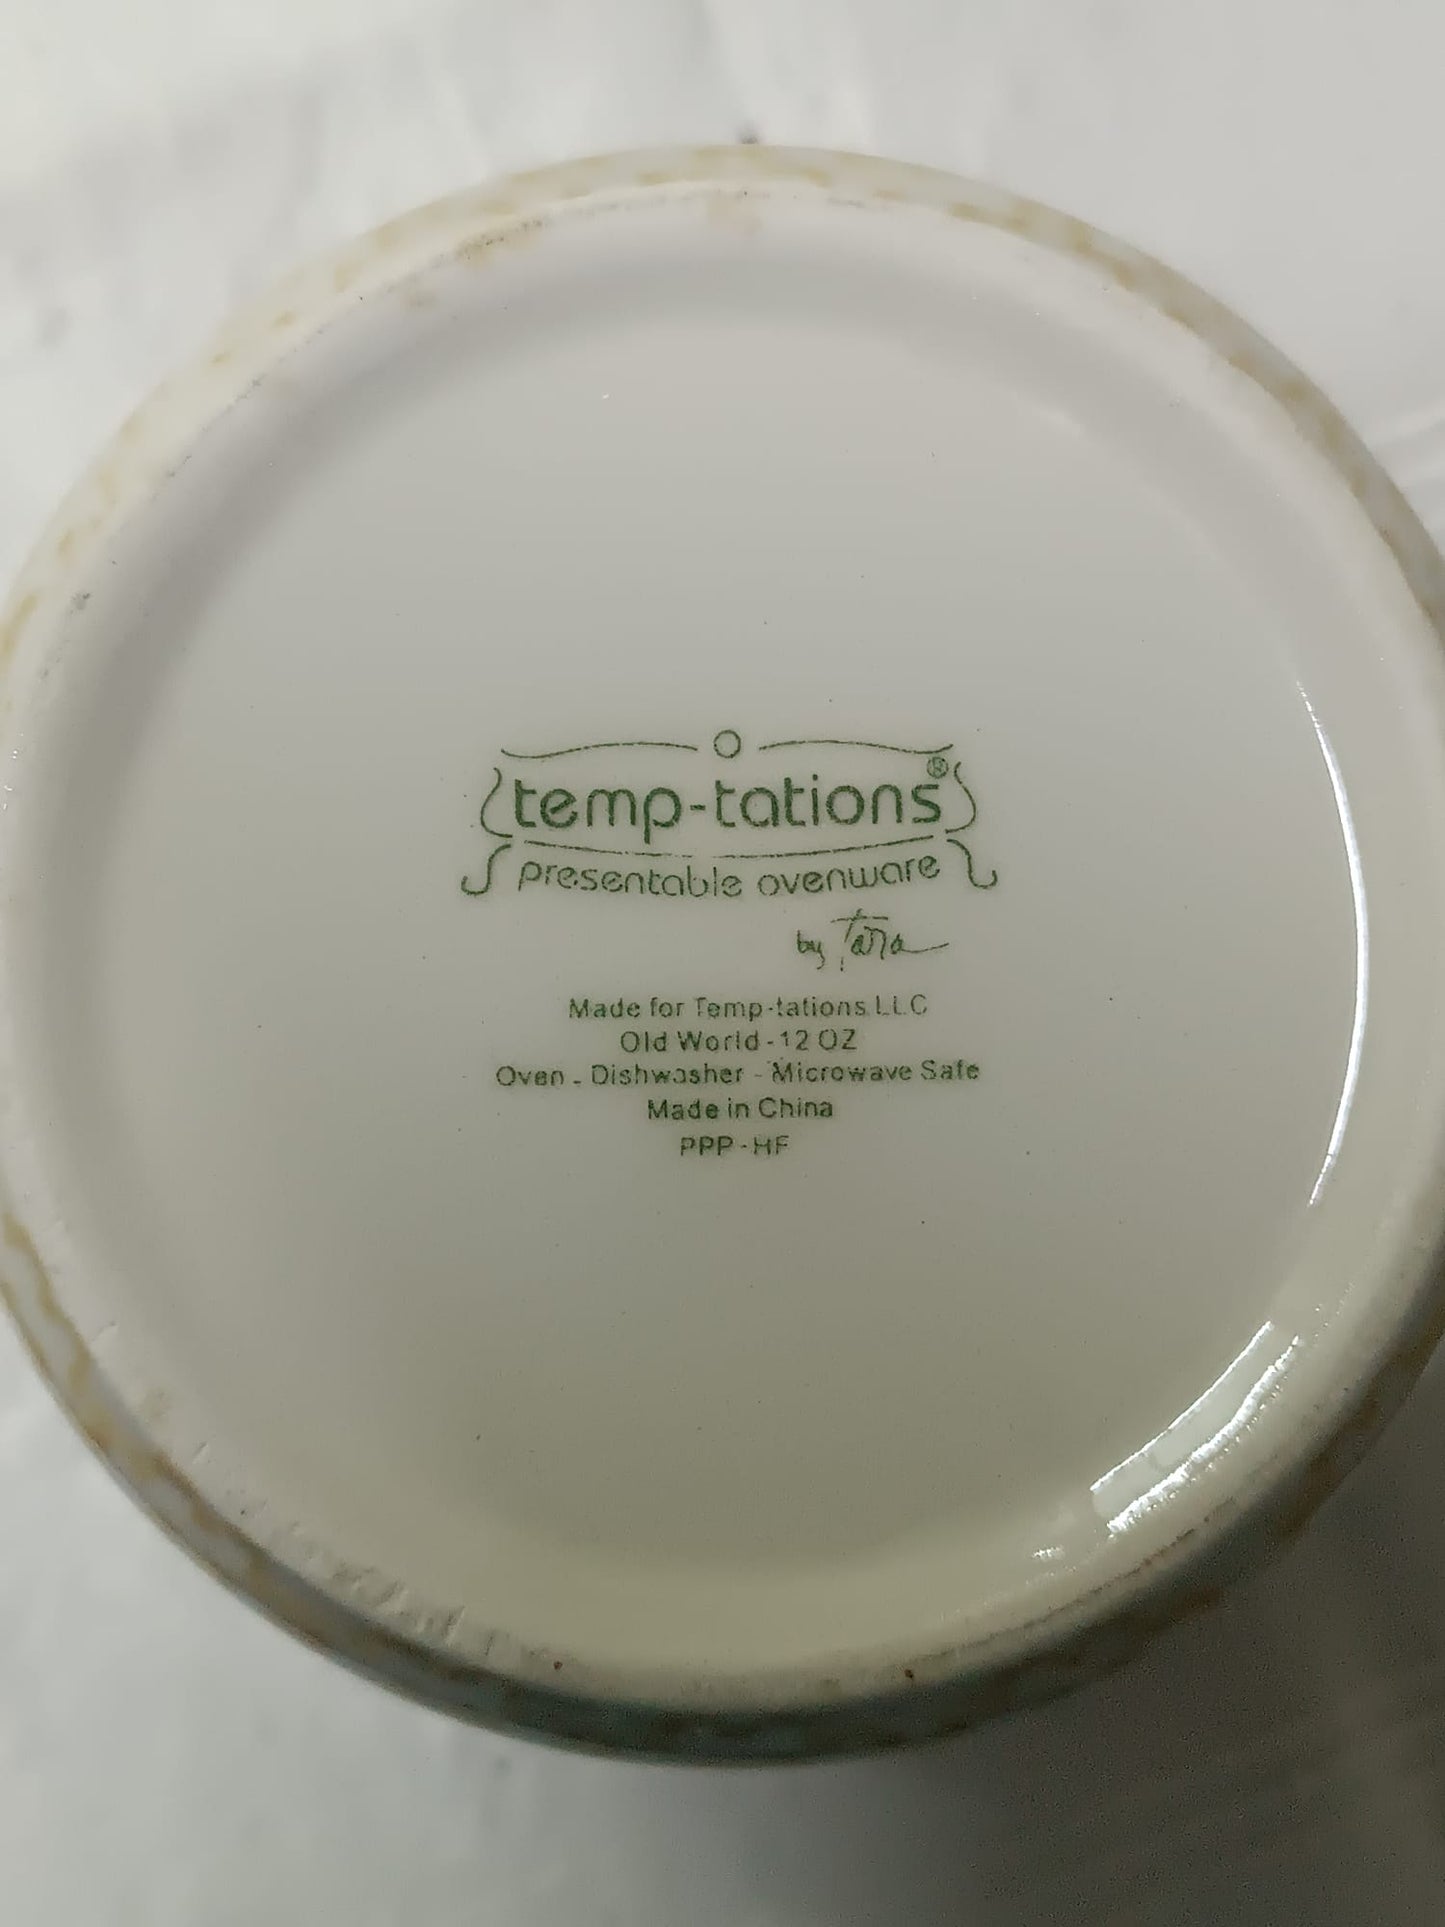 temp-tations®
presentable ovenware
by Tara
Made for Temp-tations LLC
Old World - 12 OZ
Oven - Dishwasher - Microwave Safe
Made in China
PPP - HF